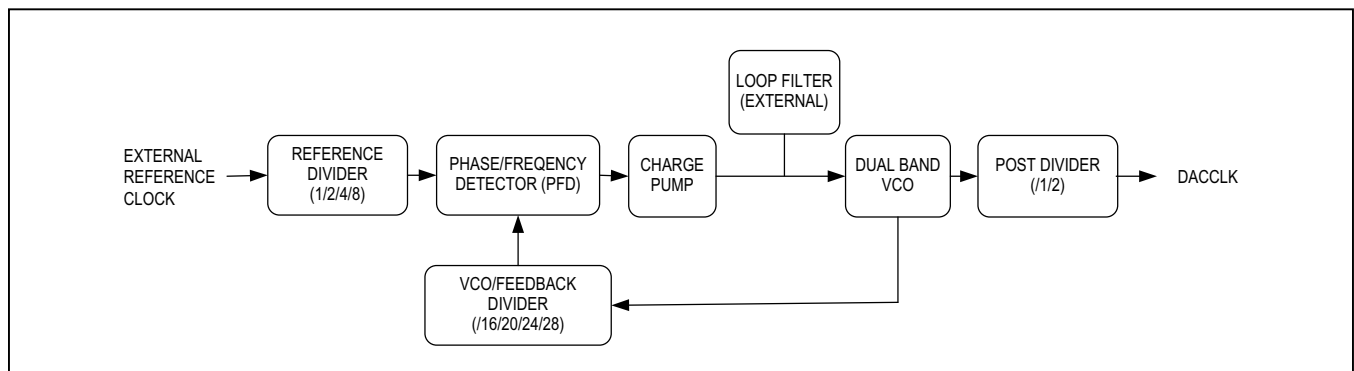 LOOP FILTER
(EXTERNAL)
EXTERNAL
REFERENCE
CLOCK
REFERENCE
DIVIDER
(1/2/4/8)
PHASE/FREQENCY
DETECTOR (PFD)
CHARGE
PUMP
DUAL BAND
VCO
POST DIVIDER
(/1/2)
DACCLK
VCO/FEEDBACK
DIVIDER
(/16/20/24/28)